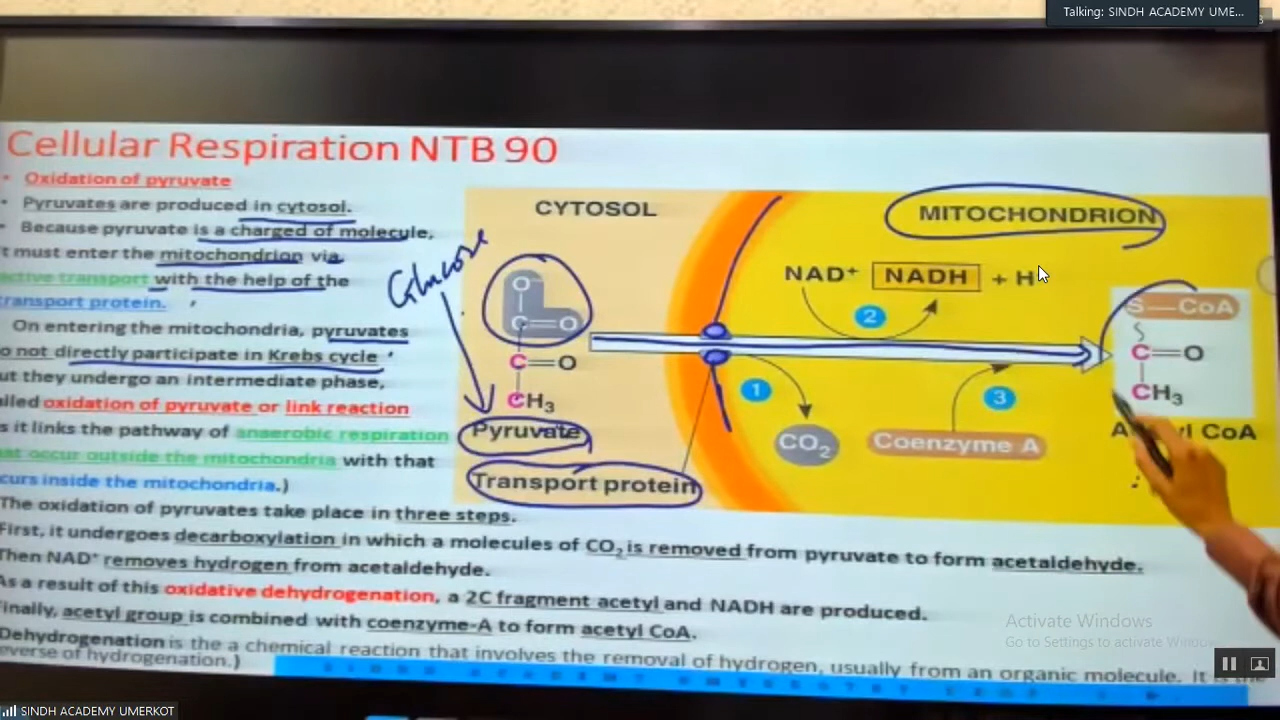 Talking: SINDH ACADEMY UME...
Cellular Respiration NTB 90
• Oxidation of pyruvate
• Pyruvates are produced in cytosol.
• Because pyruvate is a charged of molecule,
t must enter the mitochondrion via
active transport with the help of the
transport protein.
On entering the mitochondria, pyruvates
o not directly participate in Krebs cycle
ut they undergo an intermediate phase,
lled oxidation of pyruvate or link reaction
s it links the pathway of anaerobic respiration
hat occur outside the mitochondria with that
curs inside the mitochondria.)
The oxidation of pyruvates take place in three steps.
First, it undergoes decarboxylation in which a molecules of CO₂ is removed from pyruvate to form acetaldehyde.
Then NAD⁺ removes hydrogen from acetaldehyde.
As a result of this oxidative dehydrogenation, a 2C fragment acetyl and NADH are produced.
Finally, acetyl group is combined with coenzyme-A to form acetyl CoA.
Dehydrogenation is the a chemical reaction that involves the removal of hydrogen, usually from an organic molecule. It is the
everse of hydrogenation.)
CYTOSOL
MITOCHONDRION
Glucose
O⁻
C=O
C=O
CH₃
Pyruvate
Transport protein
NAD⁺ NADH + H
2
1
3
CO₂
Coenzyme A
S—CoA
C=O
CH₃
A yl CoA
Activate Windows
Go to Settings to activate Windows
SINDH ACADEMY UMERKOT